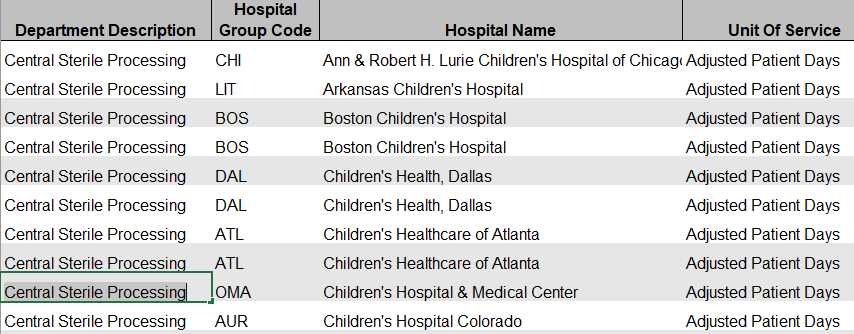 Department Description Hospital Group Code Hospital Name Unit Of Service
Central Sterile Processing CHI Ann & Robert H. Lurie Children's Hospital of Chicago Adjusted Patient Days
Central Sterile Processing LIT Arkansas Children's Hospital Adjusted Patient Days
Central Sterile Processing BOS Boston Children's Hospital Adjusted Patient Days
Central Sterile Processing BOS Boston Children's Hospital Adjusted Patient Days
Central Sterile Processing DAL Children's Health, Dallas Adjusted Patient Days
Central Sterile Processing DAL Children's Health, Dallas Adjusted Patient Days
Central Sterile Processing ATL Children's Healthcare of Atlanta Adjusted Patient Days
Central Sterile Processing ATL Children's Healthcare of Atlanta Adjusted Patient Days
Central Sterile Processing OMA Children's Hospital & Medical Center Adjusted Patient Days
Central Sterile Processing AUR Children's Hospital Colorado Adjusted Patient Days